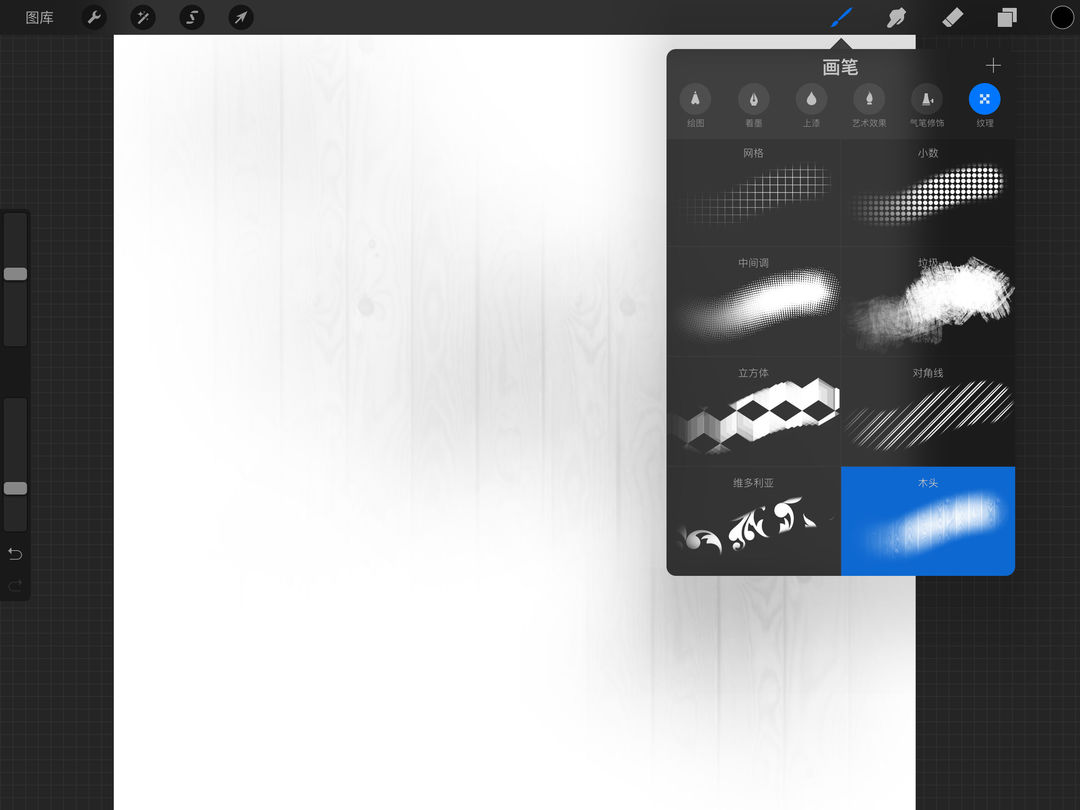 图库
画笔
绘图 着墨 上漆 艺术效果 气笔修饰 纹理
网格 小数
中间调 垃圾
立方体 对角线
维多利亚 木头